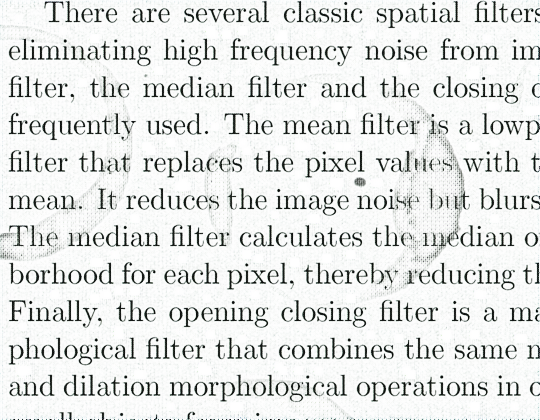 There are several classic spatial filters
eliminating high frequency noise from im
filter, the median filter and the closing o
frequently used. The mean filter is a lowp
filter that replaces the pixel values with t
mean. It reduces the image noise but blurs
The median filter calculates the median o
borhood for each pixel, thereby reducing th
Finally, the opening closing filter is a ma
phological filter that combines the same n
and dilation morphological operations in o